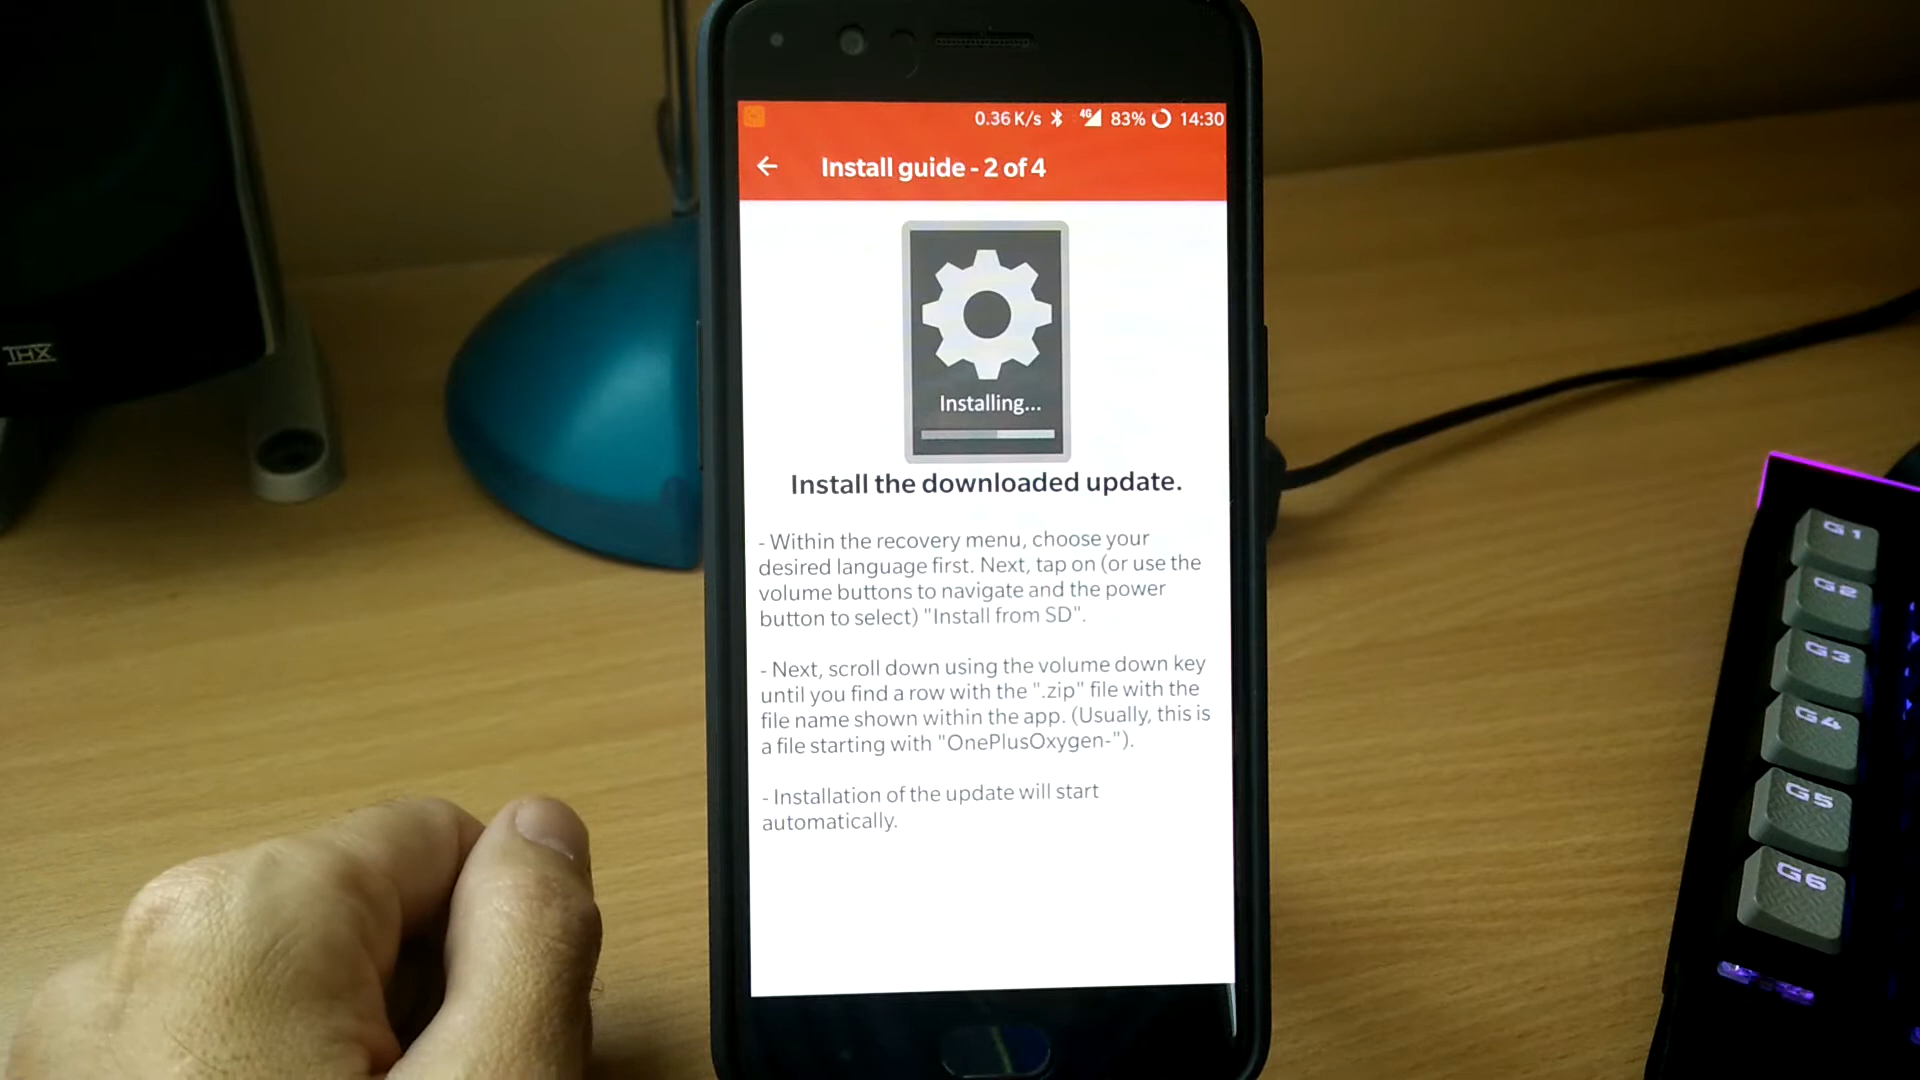 0.36 K/s 4G 83% 14:30
Install guide - 2 of 4
Installing...
Install the downloaded update.
- Within the recovery menu, choose your
desired language first. Next, tap on (or use the
volume buttons to navigate and the power
button to select) "Install from SD".
- Next, scroll down using the volume down key
until you find a row with the ".zip" file with the
file name shown within the app. (Usually, this is
a file starting with "OnePlusOxygen-").
- Installation of the update will start
automatically.
THX
G1
G2
G3
G4
G5
G6